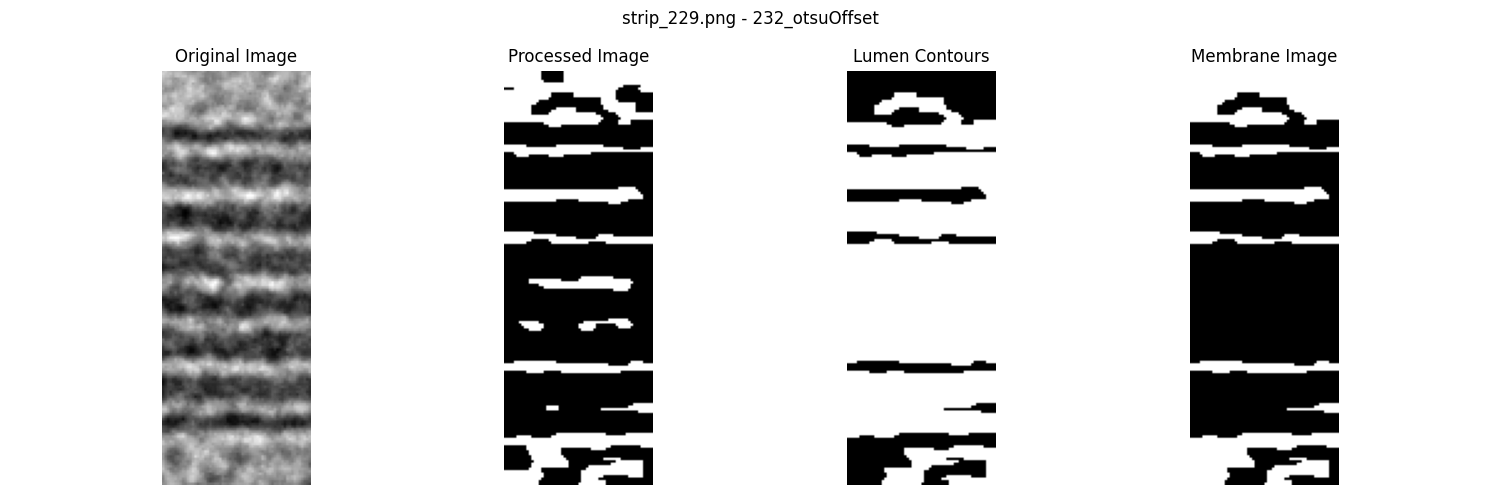 strip_229.png - 232_otsuOffset
Original Image
Processed Image
Lumen Contours
Membrane Image